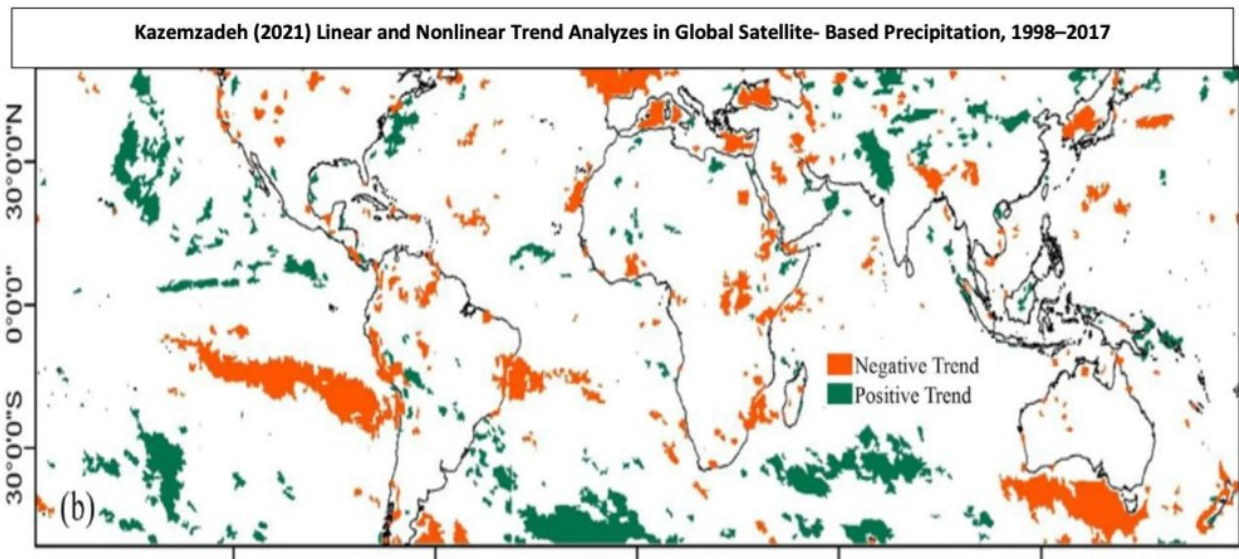 Kazemzadeh (2021) Linear and Nonlinear Trend Analyzes in Global Satellite- Based Precipitation, 1998–2017
30°0'0"N
0°0'0"
30°0'0"S
Negative Trend
Positive Trend
(b)